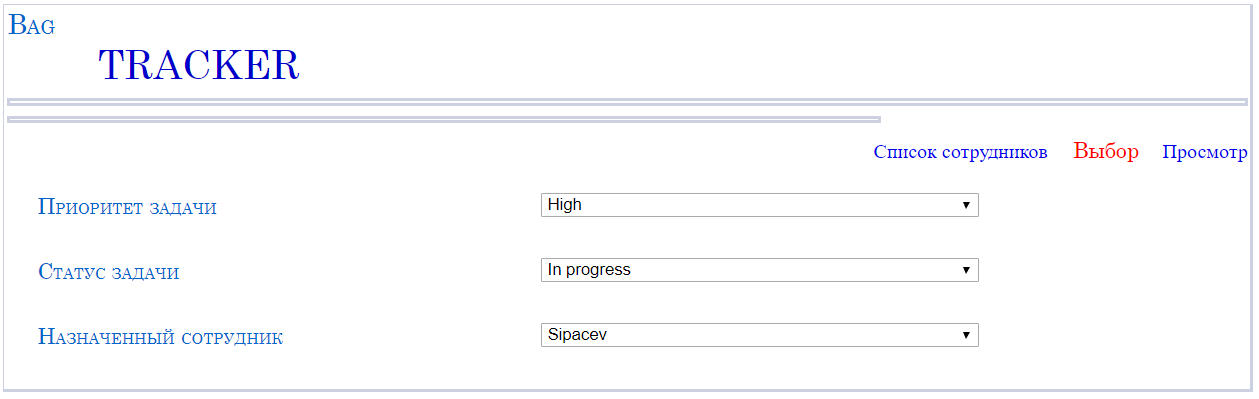 Bag
TRACKER
Список сотрудников Выбор Просмотр
Приоритет задачи High
Статус задачи In progress
Назначенный сотрудник Sipacev